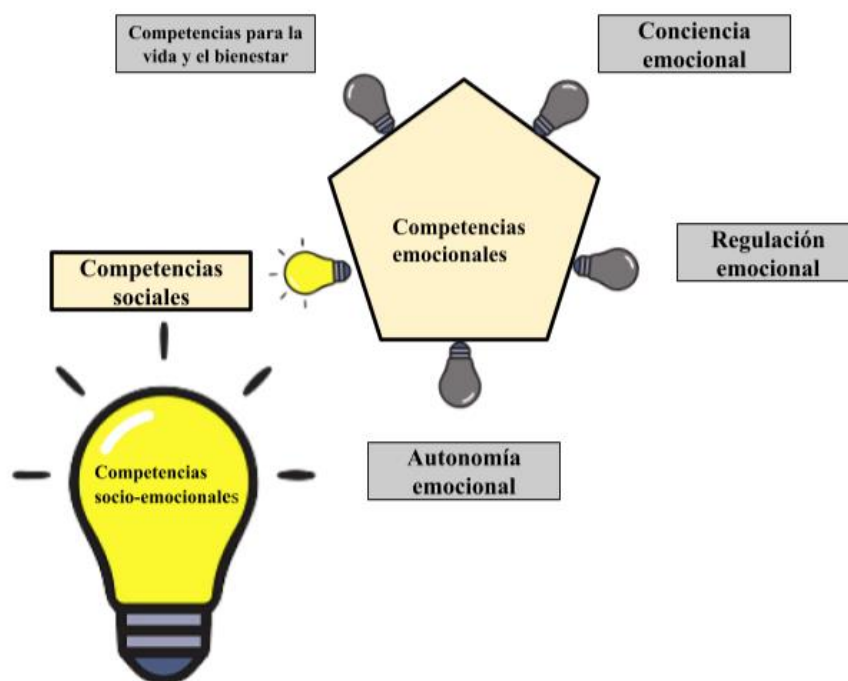 Competencias para la
vida y el bienestar
Conciencia
emocional
Competencias
emocionales
Regulación
emocional
Competencias
sociales
Autonomía
emocional
Competencias
socio-emocionales